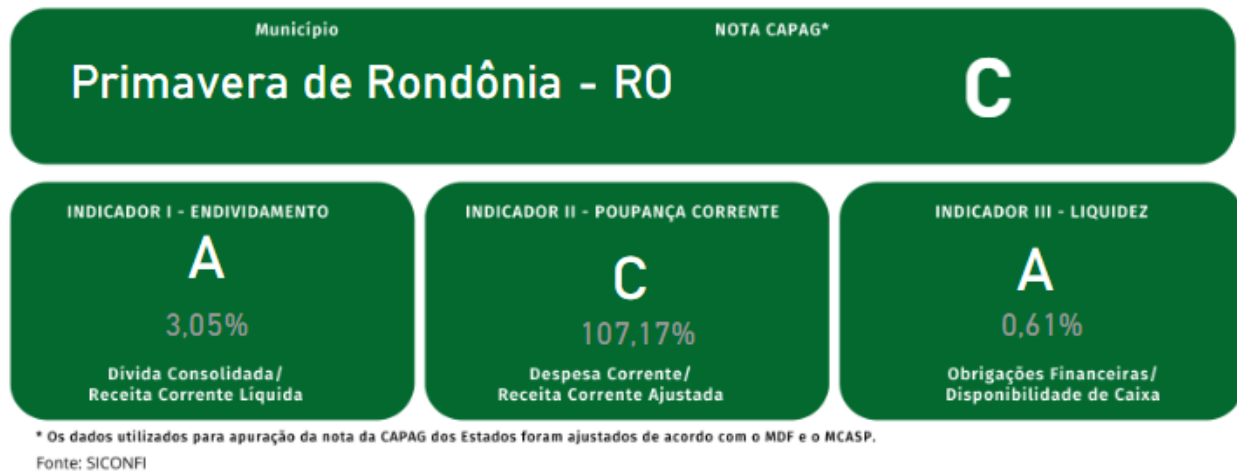 Município
NOTA CAPAG*
Primavera de Rondônia - RO
C
INDICADOR I - ENDIVIDAMENTO
A
3,05%
Dívida Consolidada/
Receita Corrente Líquida
INDICADOR II - POUPANÇA CORRENTE
C
107,17%
Despesa Corrente/
Receita Corrente Ajustada
INDICADOR III - LIQUIDEZ
A
0,61%
Obrigações Financeiras/
Disponibilidade de Caixa
* Os dados utilizados para apuração da nota da CAPAG dos Estados foram ajustados de acordo com o MDF e o MCASP.
Fonte: SICONFI